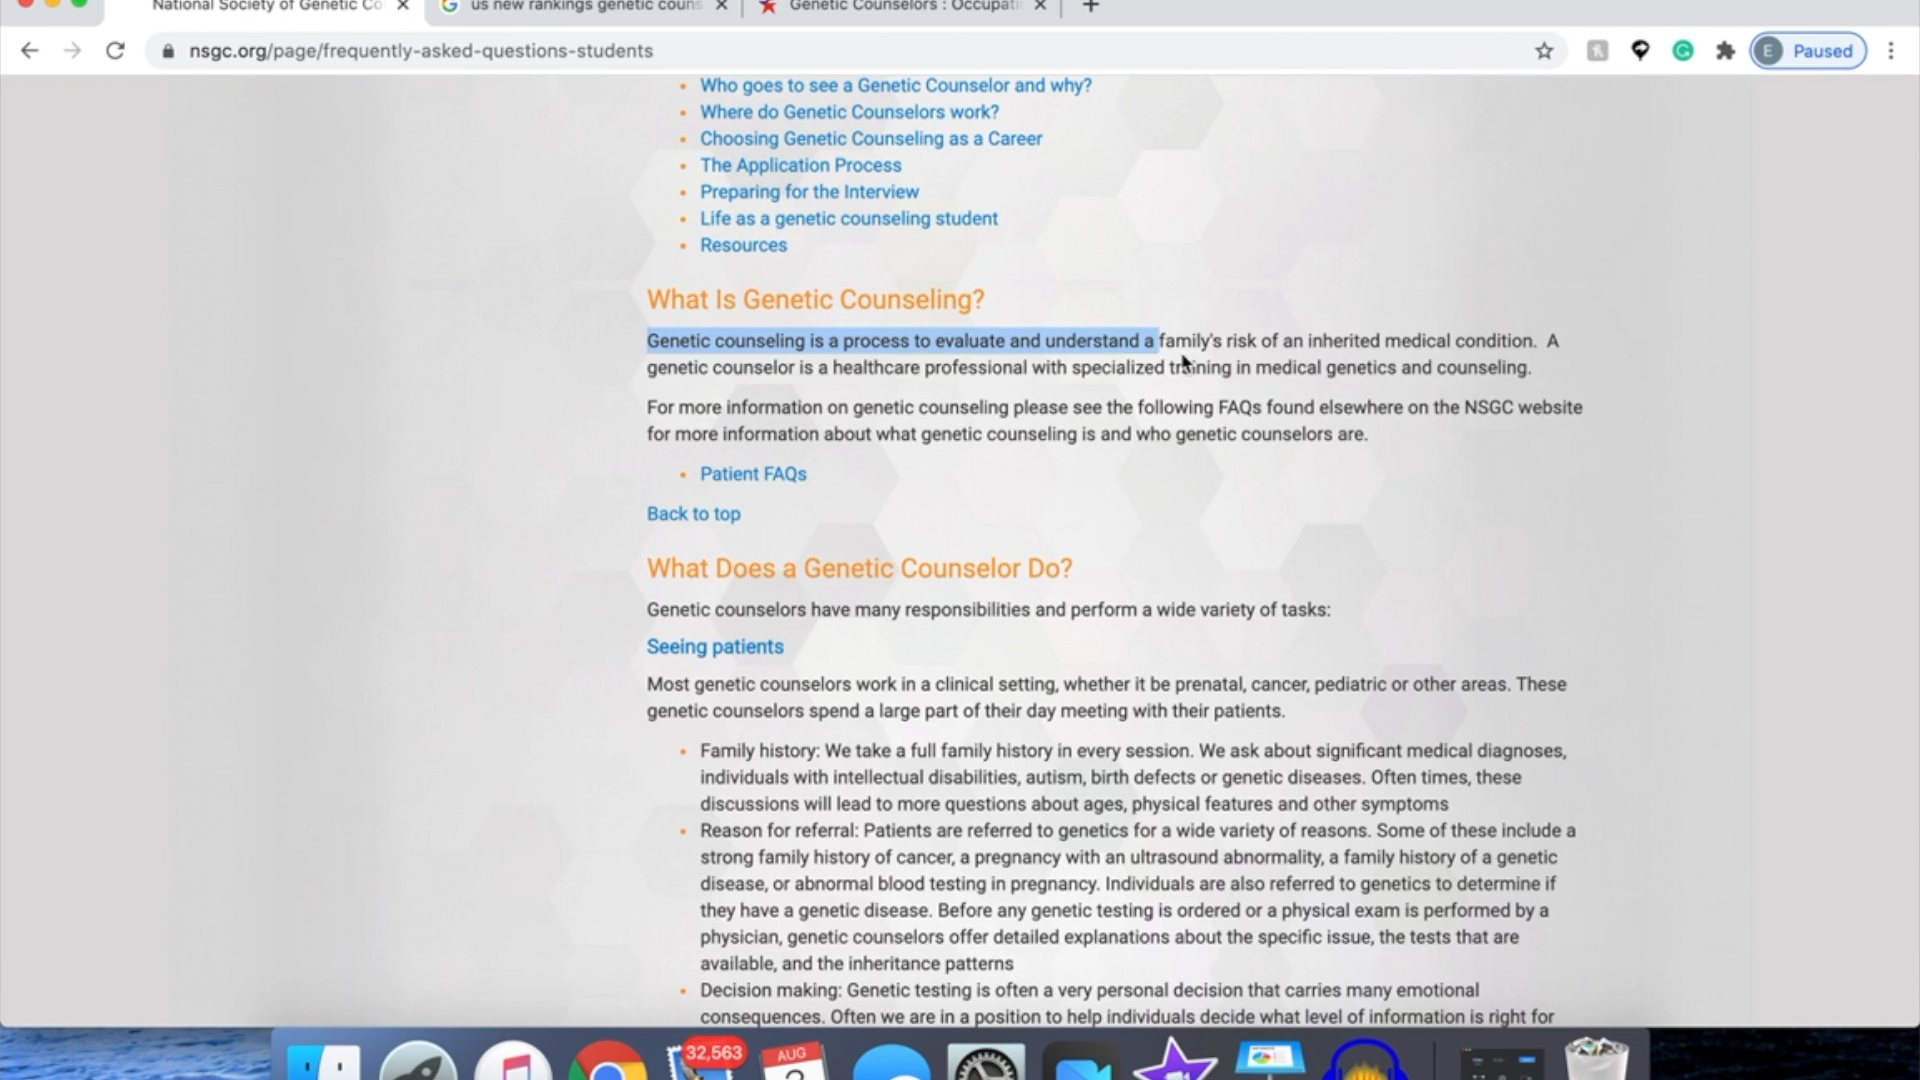 National Society of Genetic Co
us new rankings genetic couns
Genetic Counselors : Occupati
nsgc.org/page/frequently-asked-questions-students
E Paused
Who goes to see a Genetic Counselor and why?
Where do Genetic Counselors work?
Choosing Genetic Counseling as a Career
The Application Process
Preparing for the Interview
Life as a genetic counseling student
Resources
What Is Genetic Counseling?
Genetic counseling is a process to evaluate and understand a family's risk of an inherited medical condition. A
genetic counselor is a healthcare professional with specialized training in medical genetics and counseling.
For more information on genetic counseling please see the following FAQs found elsewhere on the NSGC website
for more information about what genetic counseling is and who genetic counselors are.
Patient FAQs
Back to top
What Does a Genetic Counselor Do?
Genetic counselors have many responsibilities and perform a wide variety of tasks:
Seeing patients
Most genetic counselors work in a clinical setting, whether it be prenatal, cancer, pediatric or other areas. These
genetic counselors spend a large part of their day meeting with their patients.
Family history: We take a full family history in every session. We ask about significant medical diagnoses,
individuals with intellectual disabilities, autism, birth defects or genetic diseases. Often times, these
discussions will lead to more questions about ages, physical features and other symptoms
Reason for referral: Patients are referred to genetics for a wide variety of reasons. Some of these include a
strong family history of cancer, a pregnancy with an ultrasound abnormality, a family history of a genetic
disease, or abnormal blood testing in pregnancy. Individuals are also referred to genetics to determine if
they have a genetic disease. Before any genetic testing is ordered or a physical exam is performed by a
physician, genetic counselors offer detailed explanations about the specific issue, the tests that are
available, and the inheritance patterns
Decision making: Genetic testing is often a very personal decision that carries many emotional
consequences. Often we are in a position to help individuals decide what level of information is right for
32,563
AUG